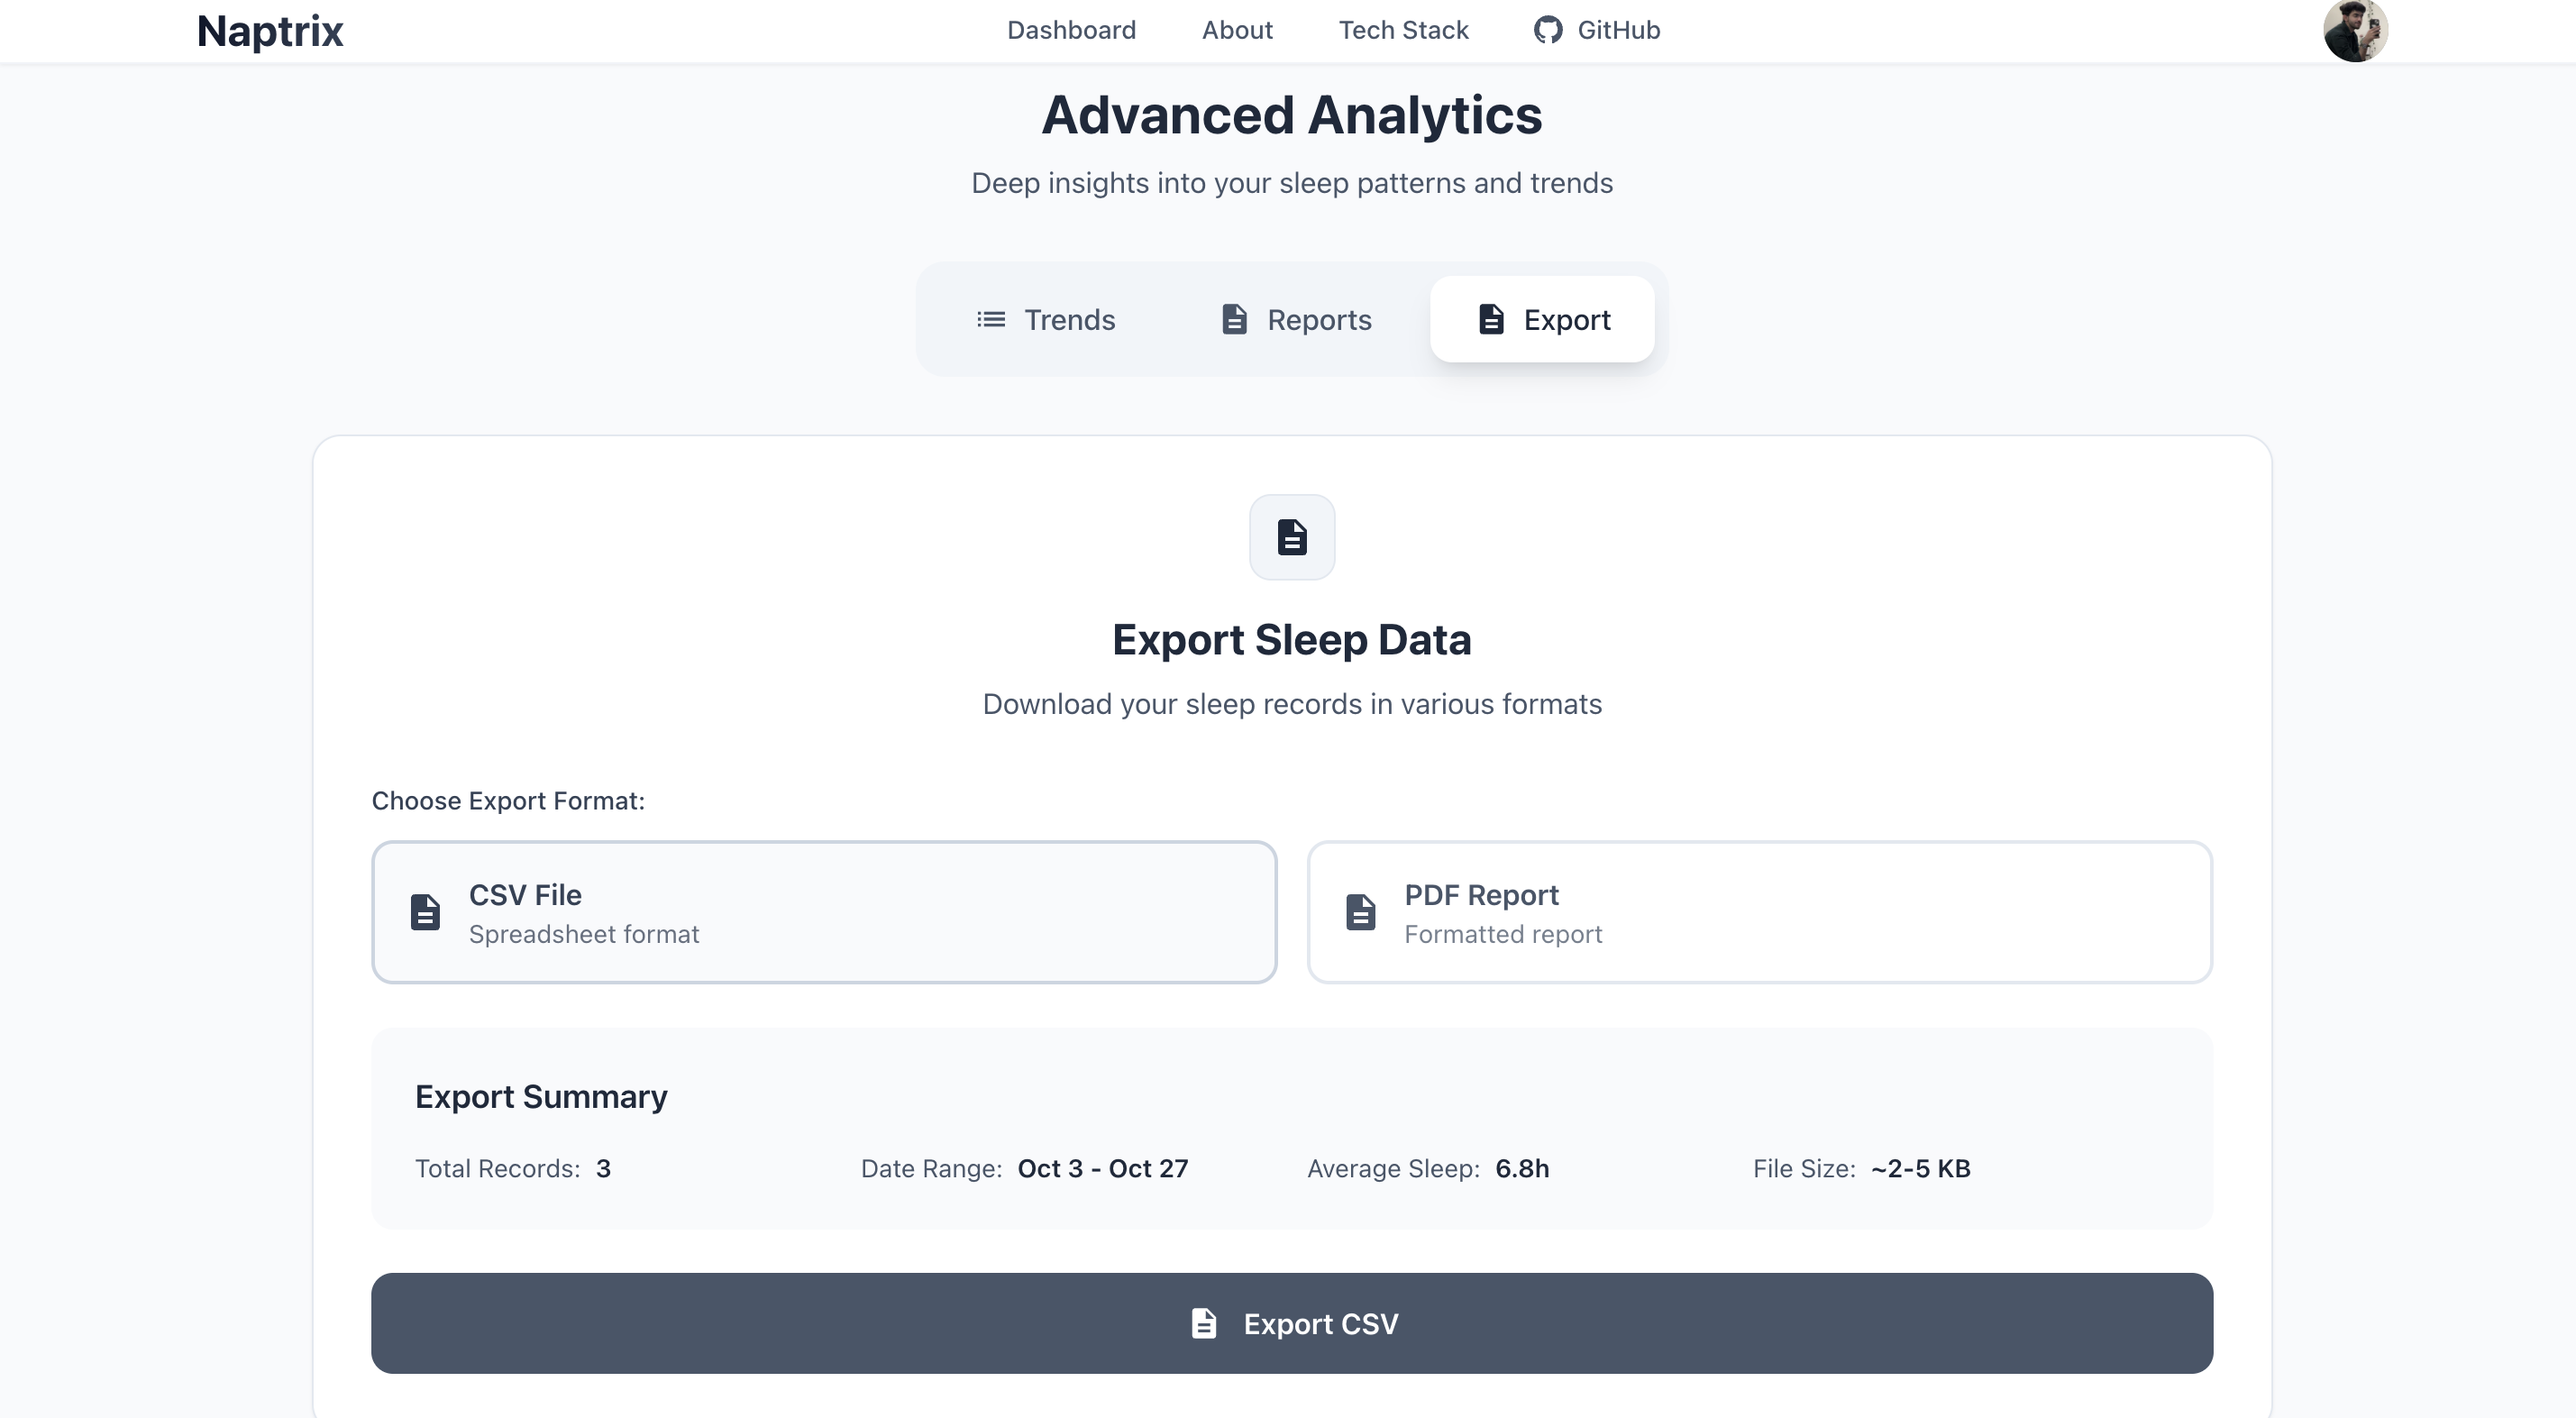 Naptrix
Dashboard About Tech Stack GitHub
Advanced Analytics
Deep insights into your sleep patterns and trends
Trends Reports Export
Export Sleep Data
Download your sleep records in various formats
Choose Export Format:
CSV File
Spreadsheet format
PDF Report
Formatted report
Export Summary
Total Records: 3 Date Range: Oct 3 - Oct 27 Average Sleep: 6.8h File Size: ~2-5 KB
Export CSV